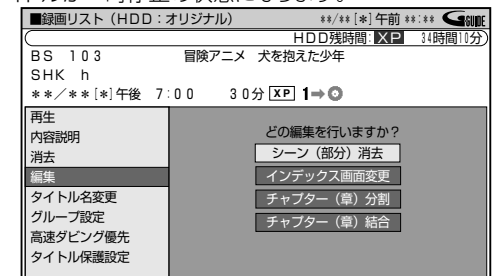 ■録画リスト(HDD:オリジナル) **/** [*] 午前 **:** GGUIDE
HDD残時間: XP 34時間10分
BS 103 冒険アニメ 犬を抱えた少年
SHK h
**/**[*]午後 7:00 30分 XP 1➡
再生
内容説明
消去
編集
タイトル名変更
グループ設定
高速ダビング優先
タイトル保護設定
どの編集を行いますか?
シーン(部分)消去
インデックス画面変更
チャプター(章)分割
チャプター(章)結合